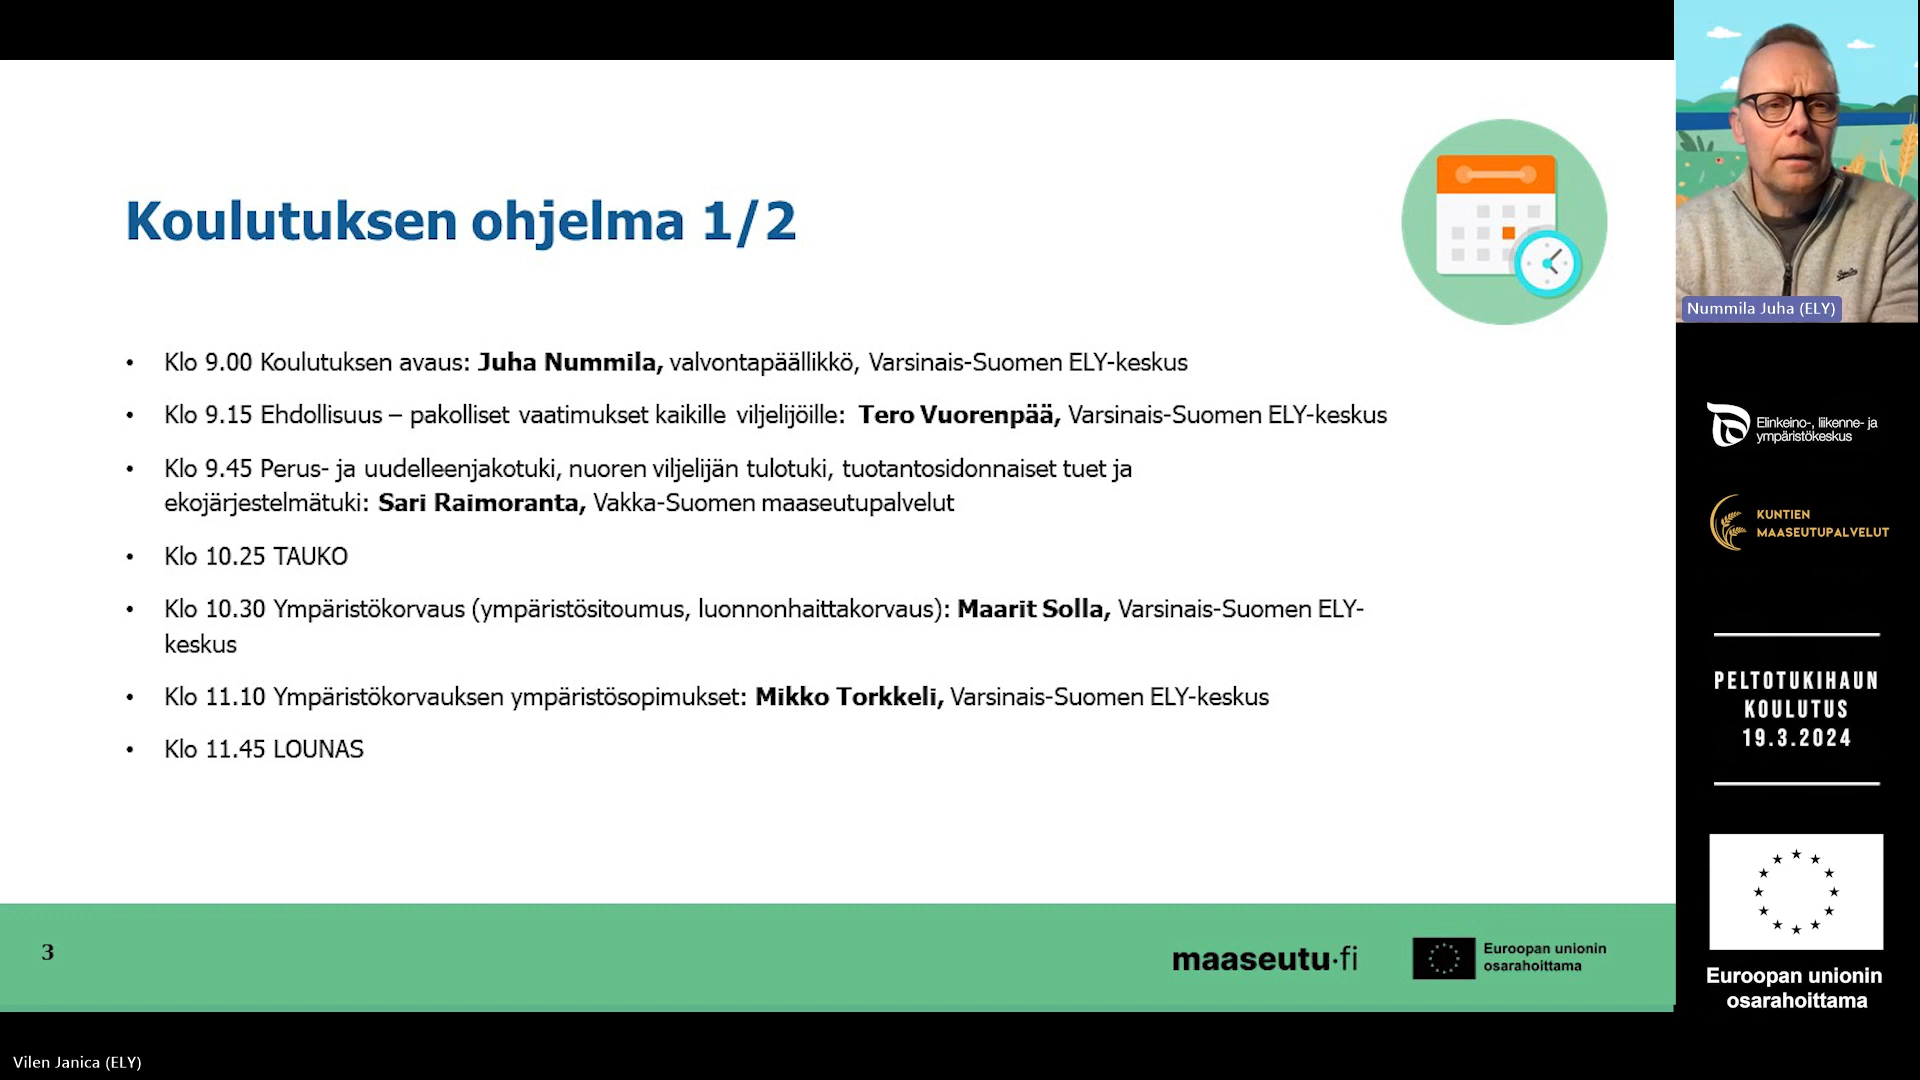 Koulutuksen ohjelma 1/2
• Klo 9.00 Koulutuksen avaus: Juha Nummila, valvontapäällikkö, Varsinais-Suomen ELY-keskus
• Klo 9.15 Ehdollisuus – pakolliset vaatimukset kaikille viljelijöille: Tero Vuorenpää, Varsinais-Suomen ELY-keskus
• Klo 9.45 Perus- ja uudelleenjakotuki, nuoren viljelijän tulotuki, tuotantosidonnaiset tuet ja
ekojärjestelmätuki: Sari Raimoranta, Vakka-Suomen maaseutupalvelut
• Klo 10.25 TAUKO
• Klo 10.30 Ympäristökorvaus (ympäristösitoumus, luonnonhaittakorvaus): Maarit Solla, Varsinais-Suomen ELY-
keskus
• Klo 11.10 Ympäristökorvauksen ympäristösopimukset: Mikko Torkkeli, Varsinais-Suomen ELY-keskus
• Klo 11.45 LOUNAS
3
maaseutu.fi
Euroopan unionin
osarahoittama
Nummila Juha (ELY)
Elinkeino-, liikenne- ja
ympäristökeskus
KUNTIEN
MAASEUTUPALVELUT
PELTOTUKIHAUN
KOULUTUS
19.3.2024
Euroopan unionin
osarahoittama
Vilen Janica (ELY)